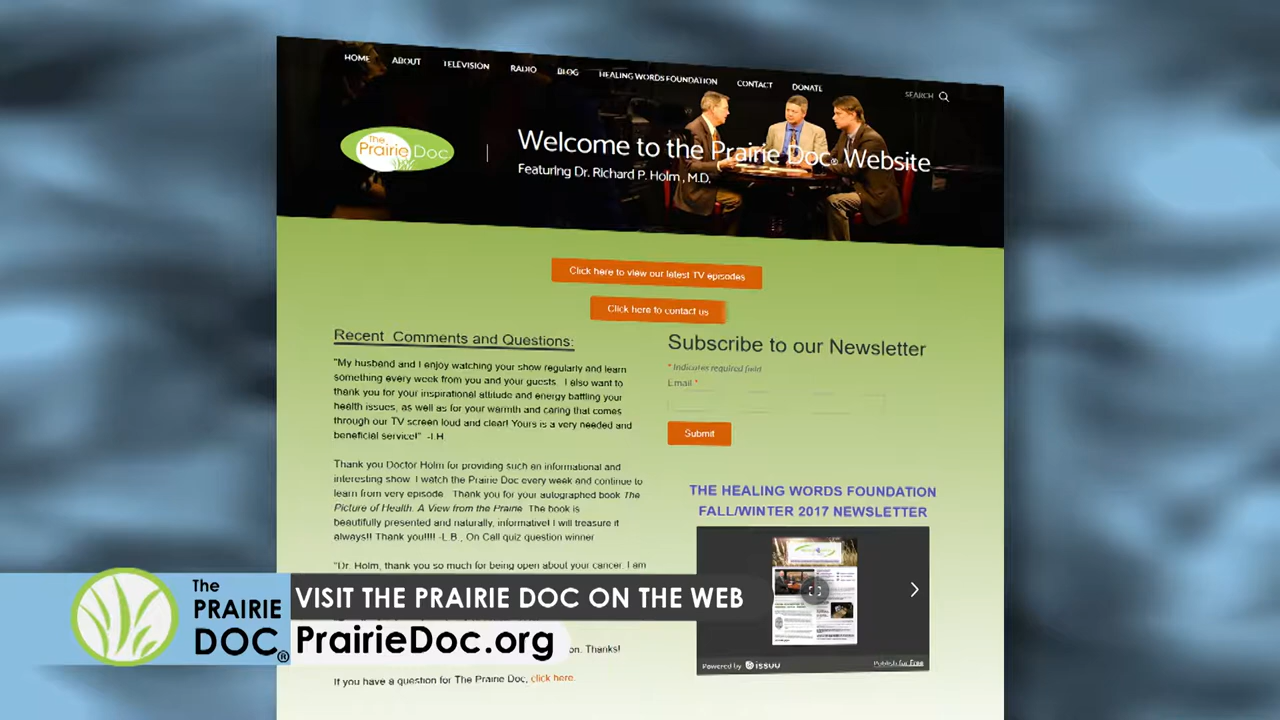 HOME ABOUT TELEVISION RADIO BLOG HEALING WORDS FOUNDATION CONTACT DONATE SEARCH
The
Prairie Doc.
Welcome to the Prairie Doc® Website
Featuring Dr. Richard P. Holm, M.D.
Click here to view our latest TV episodes
Click here to contact us
Recent Comments and Questions:
"My husband and I enjoy watching your show regularly and learn
something every week from you and your guests. I also want to
thank you for your inspirational attitude and energy battling your
health issues, as well as for your warmth and caring that comes
through our TV screen loud and clear! Yours is a very needed and
beneficial service!" -I.H
Thank you Doctor Holm for providing such an informational and
interesting show. I watch the Prairie Doc every week and continue to
learn from very episode. Thank you for your autographed book The
Picture of Health, A View from the Prairie. The book is
beautifully presented and naturally, informative! I will treasure it
always!! Thank you!!!! -L.B., On Call quiz question winner
"Dr. Holm, thank you so much for being open about your cancer. I am
on. Thanks!
If you have a question for The Prairie Doc, click here.
Subscribe to our Newsletter
* Indicates required field
Email *
Submit
THE HEALING WORDS FOUNDATION
FALL/WINTER 2017 NEWSLETTER
Powered by issuu
Publish for Free
The
PRAIRIE
DOC®
VISIT THE PRAIRIE DOC ON THE WEB
PrairieDoc.org